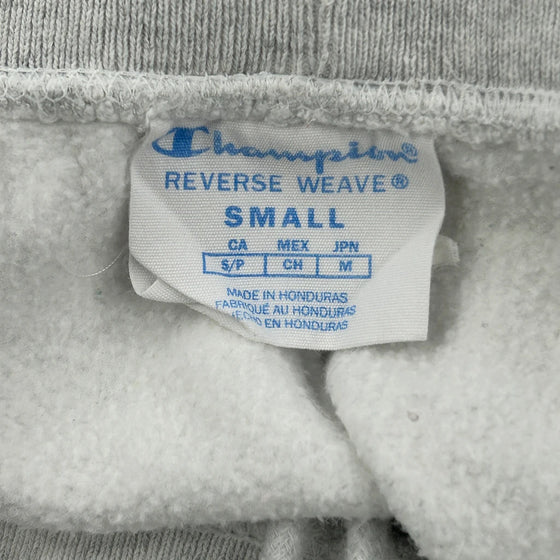 Champion®
REVERSE WEAVE®
SMALL
CA MEX JPN
S/P CH M
MADE IN HONDURAS
FABRIQUÉ AU HONDURAS
HECHO EN HONDURAS